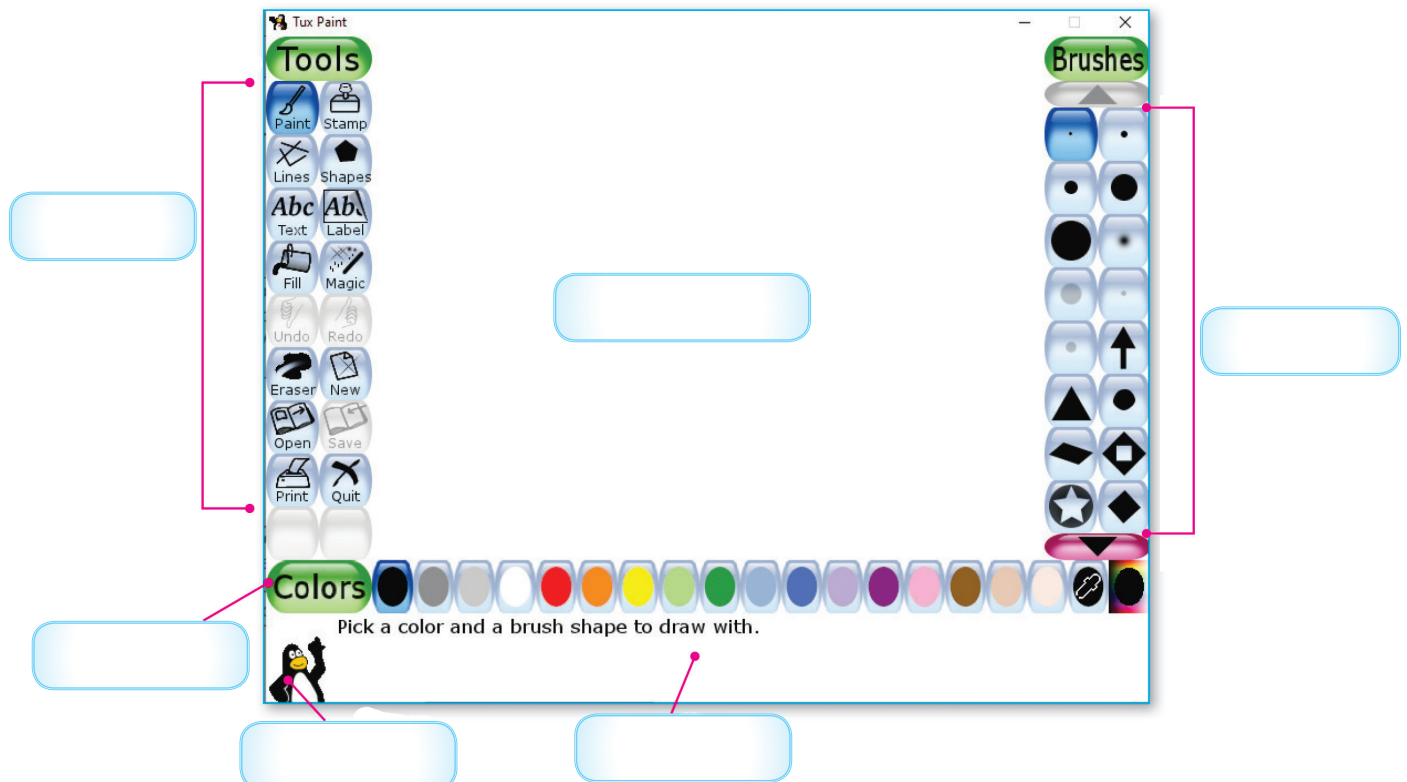 Tux Paint
Tools
Brushes
Paint Stamp
Lines Shapes
Abc Abc
Text Label
Fill Magic
Undo Redo
Eraser New
Open Save
Print Quit
Colors
Pick a color and a brush shape to draw with.